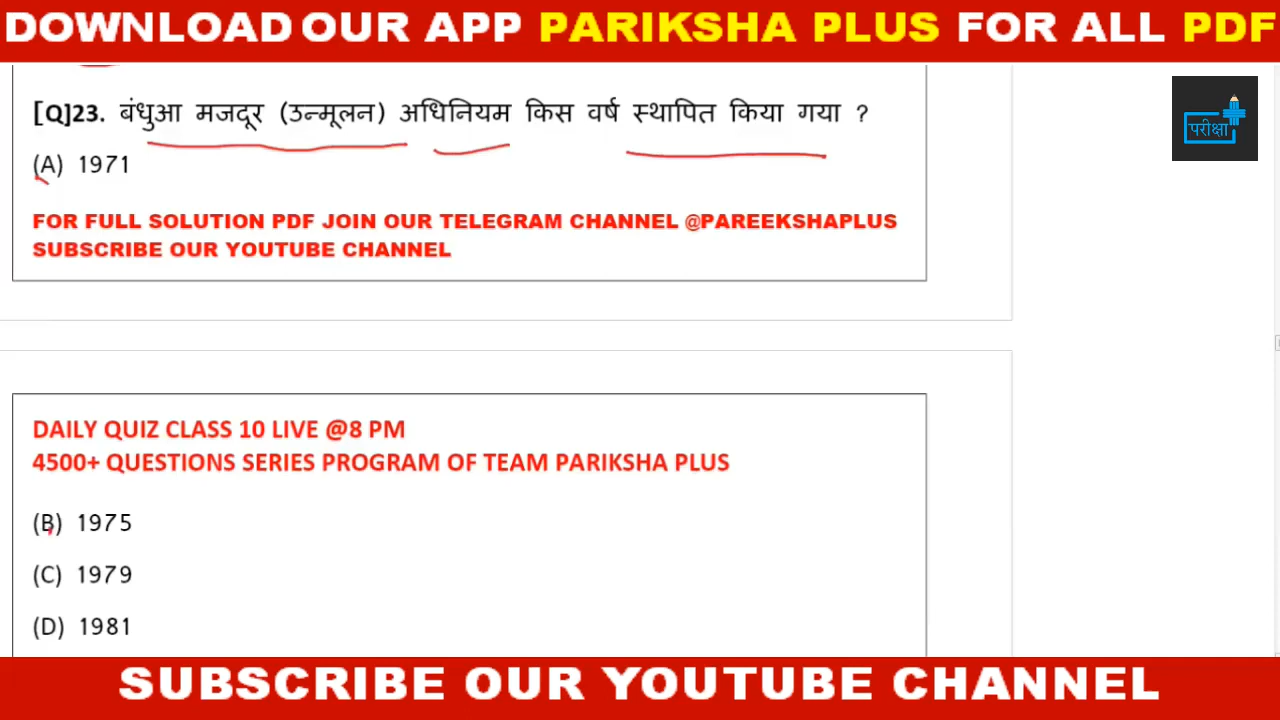 DOWNLOAD OUR APP PARIKSHA PLUS FOR ALL PDF
[Q]23. बंधुआ मजदूर (उन्मूलन) अधिनियम किस वर्ष स्थापित किया गया ?
परीक्षा
(A) 1971
FOR FULL SOLUTION PDF JOIN OUR TELEGRAM CHANNEL @PAREEKSHAPLUS
SUBSCRIBE OUR YOUTUBE CHANNEL
DAILY QUIZ CLASS 10 LIVE @8 PM
4500+ QUESTIONS SERIES PROGRAM OF TEAM PARIKSHA PLUS
(B) 1975
(C) 1979
(D) 1981
SUBSCRIBE OUR YOUTUBE CHANNEL